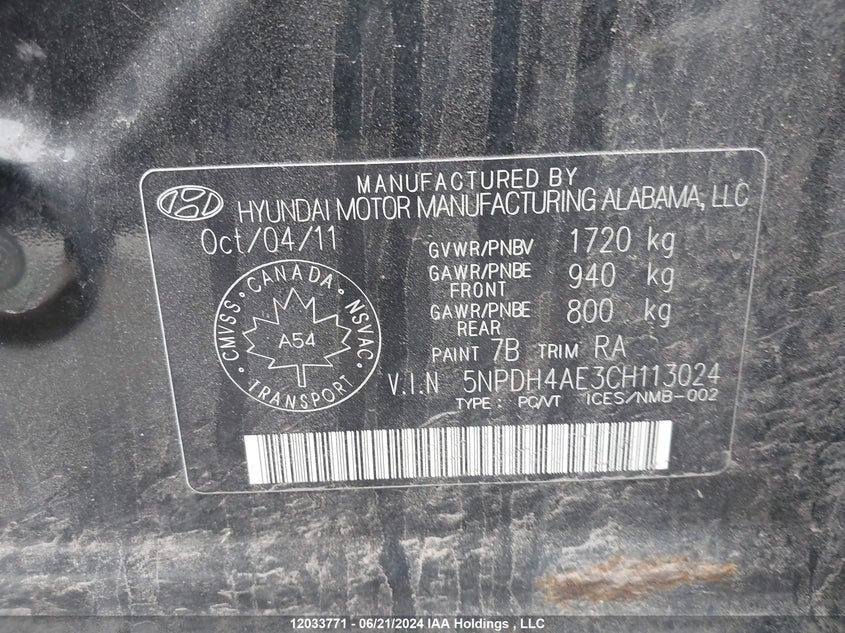 MANUFACTURED BY
HYUNDAI MOTOR MANUFACTURING ALABAMA, LLC
Oct/04/11
GVWR/PNBV 1720 kg
GAWR/PNBE FRONT 940 kg
GAWR/PNBE REAR 800 kg
PAINT 7B TRIM RA
V.I.N 5NPDH4AE3CH113024
TYPE : PC/VT ICES/NMB-002
CMVSS · CANADA · NSVAC · TRANSPORT ·
A54
12033771 - 06/21/2024 IAA Holdings , LLC